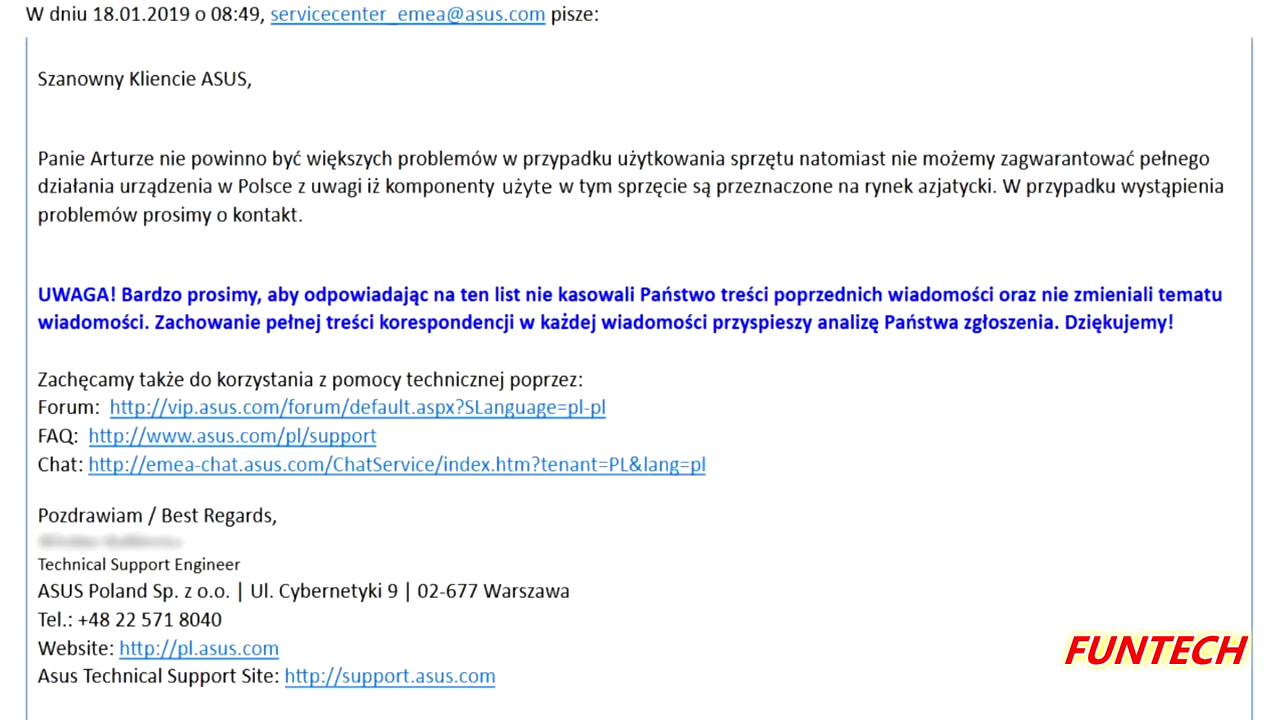 W dniu 18.01.2019 o 08:49, servicecenter_emea@asus.com pisze:
Szanowny Kliencie ASUS,
Panie Arturze nie powinno być większych problemów w przypadku użytkowania sprzętu natomiast nie możemy zagwarantować pełnego
działania urządzenia w Polsce z uwagi iż komponenty użyte w tym sprzęcie są przeznaczone na rynek azjatycki. W przypadku wystąpienia
problemów prosimy o kontakt.
UWAGA! Bardzo prosimy, aby odpowiadając na ten list nie kasowali Państwo treści poprzednich wiadomości oraz nie zmieniali tematu
wiadomości. Zachowanie pełnej treści korespondencji w każdej wiadomości przyspieszy analizę Państwa zgłoszenia. Dziękujemy!
Zachęcamy także do korzystania z pomocy technicznej poprzez:
Forum: http://vip.asus.com/forum/default.aspx?SLanguage=pl-pl
FAQ: http://www.asus.com/pl/support
Chat: http://emea-chat.asus.com/ChatService/index.htm?tenant=PL&lang=pl
Pozdrawiam / Best Regards,
Technical Support Engineer
ASUS Poland Sp. z o.o. | Ul. Cybernetyki 9 | 02-677 Warszawa
Tel.: +48 22 571 8040
Website: http://pl.asus.com
Asus Technical Support Site: http://support.asus.com
FUNTECH